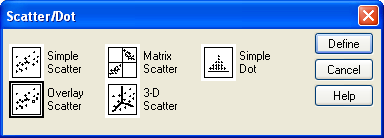 Scatter/Dot
Simple
Scatter
Matrix
Scatter
Simple
Dot
Overlay
Scatter
3-D
Scatter
Define
Cancel
Help